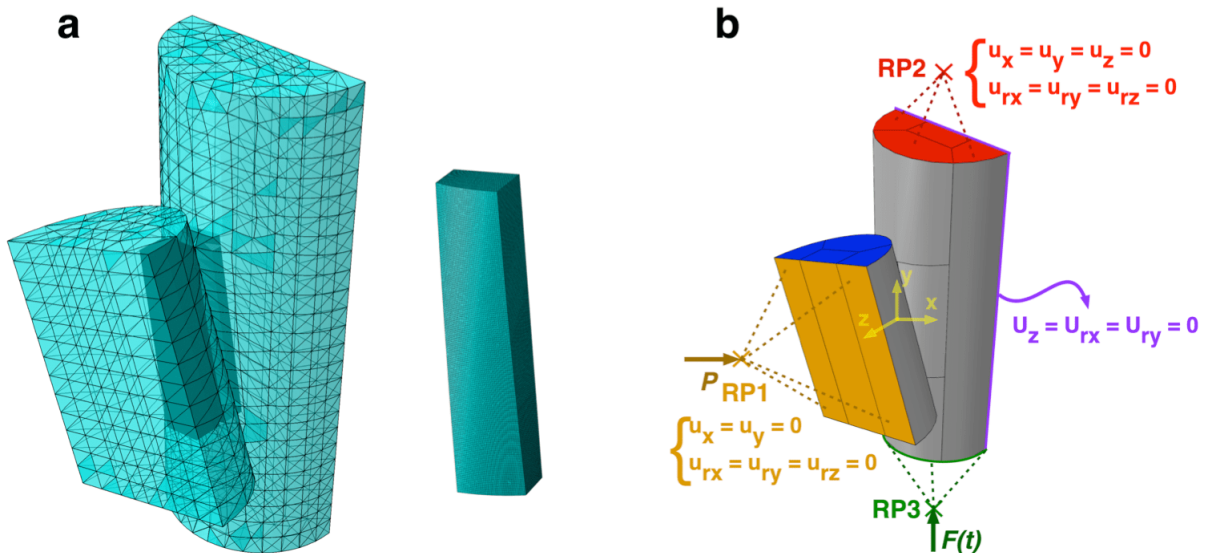 a
b
RP2
u_x = u_y = u_z = 0
u_rx = u_ry = u_rz = 0
y
x
z
U_z = U_rx = U_ry = 0
P
RP1
u_x = u_y = 0
u_rx = u_ry = u_rz = 0
RP3
F(t)